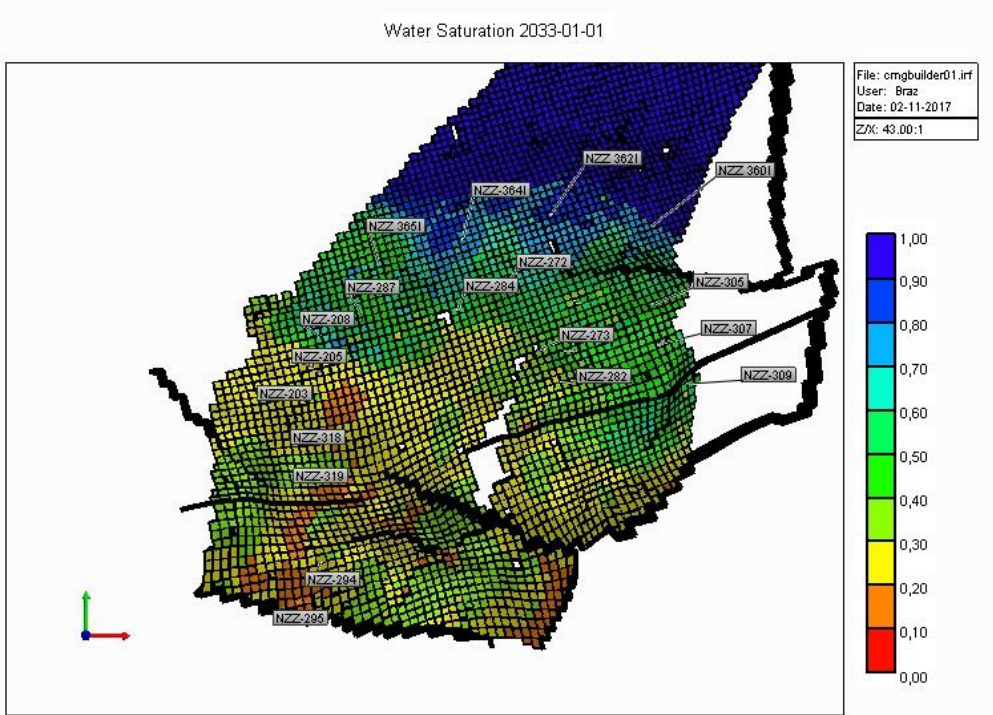 Water Saturation 2033-01-01
File: cmgbuilder01.irf
User: Braz
Date: 02-11-2017
Z/X: 43.00:1
NZZ 362I
NZZ 360I
NZZ-364I
NZZ 365I
NZZ-272
NZZ-305
NZZ-287
NZZ-284
NZZ-208
NZZ-273
NZZ-307
NZZ-205
NZZ-282
NZZ-309
NZZ-203
NZZ-318
NZZ-319
NZZ-294
NZZ-295
1,00
0,90
0,80
0,70
0,60
0,50
0,40
0,30
0,20
0,10
0,00